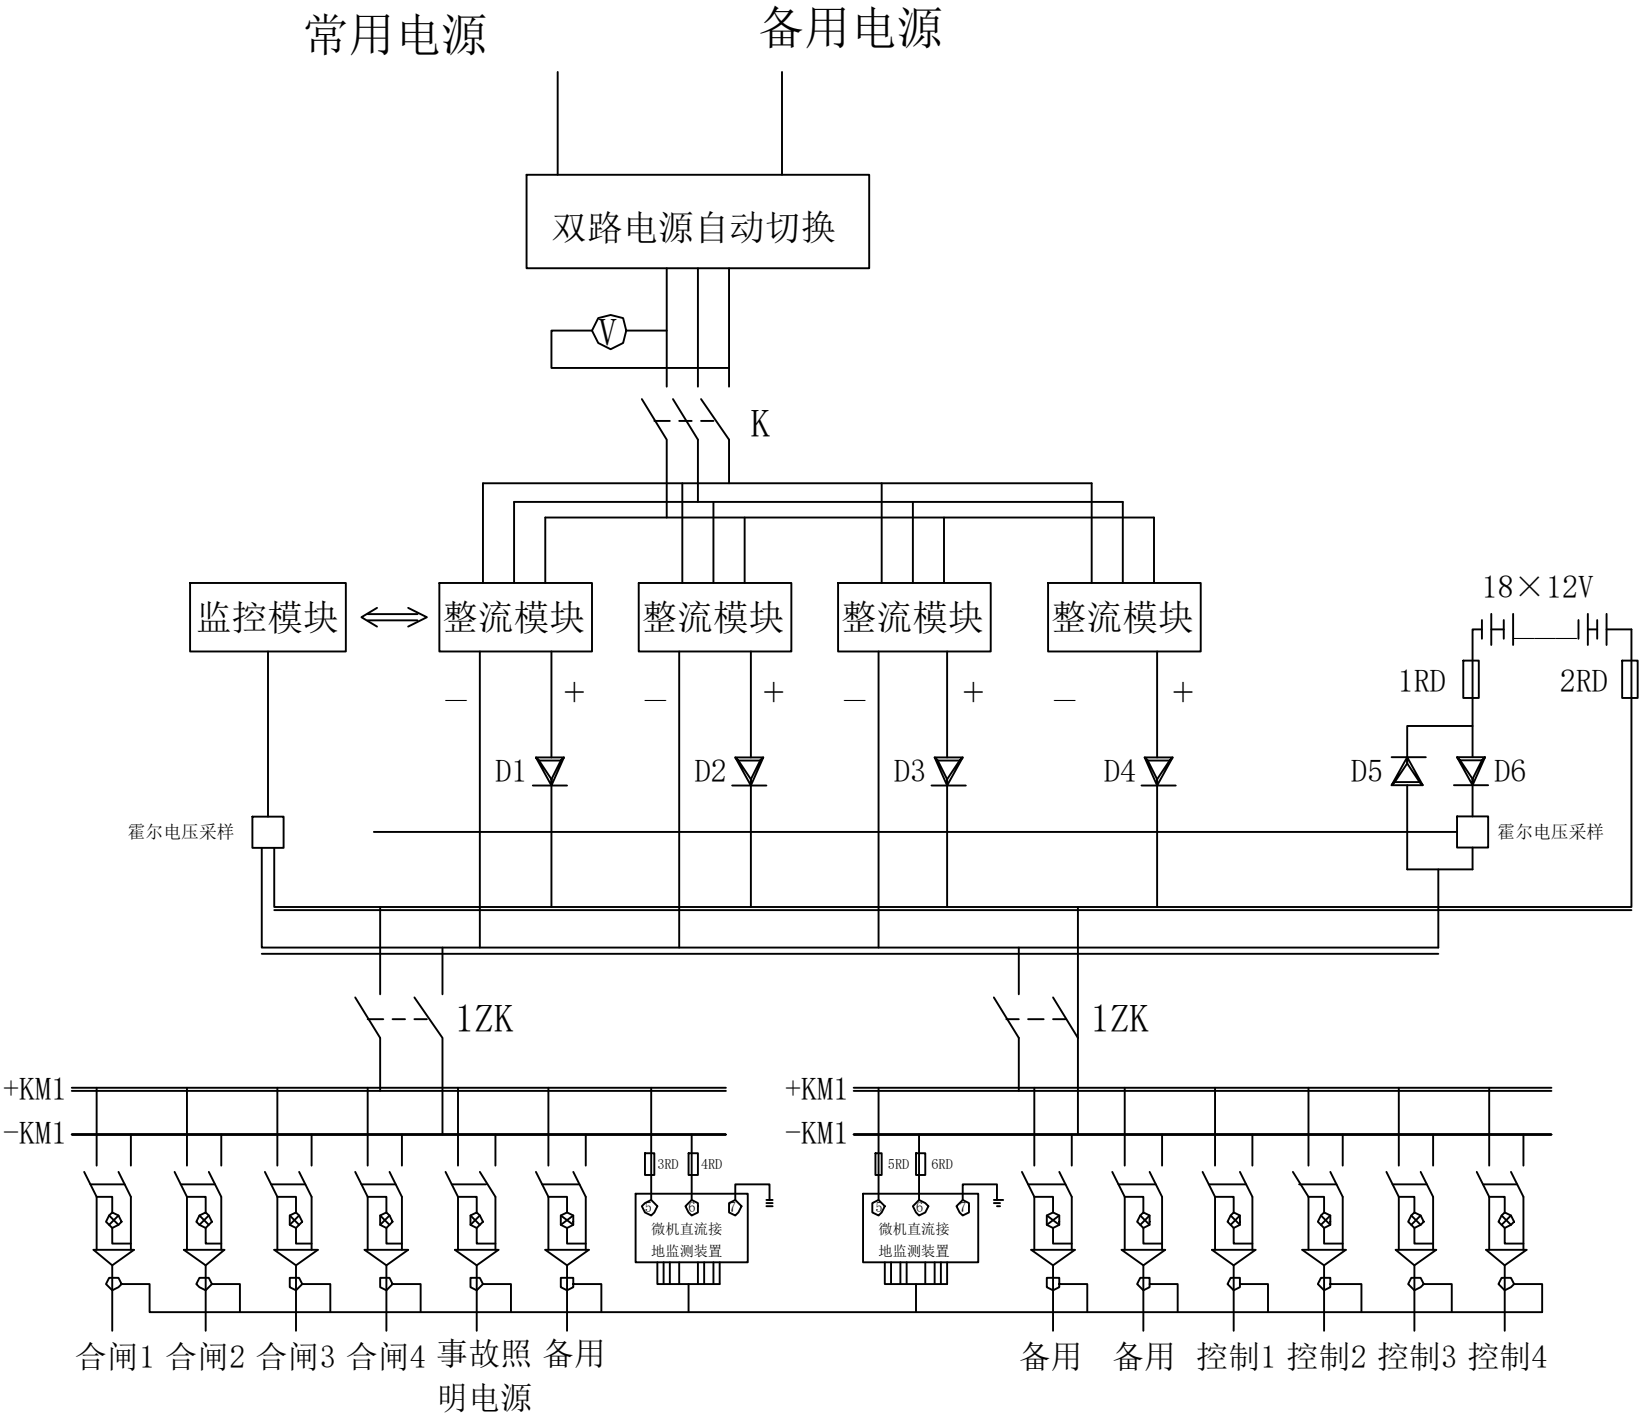 常用电源 备用电源
双路电源自动切换
V
K
18×12V
监控模块 整流模块 整流模块 整流模块 整流模块
1RD 2RD
— + — + — + — +
D1 D2 D3 D4 D5 D6
霍尔电压采样 霍尔电压采样
1ZK 1ZK
+KM1 +KM1
-KM1 -KM1
3RD 4RD 5RD 6RD
5 6 7 5 6 7
微机直流接 微机直流接
地监测装置 地监测装置
合闸1 合闸2 合闸3 合闸4 事故照 备用 备用 备用 控制1 控制2 控制3 控制4
明电源